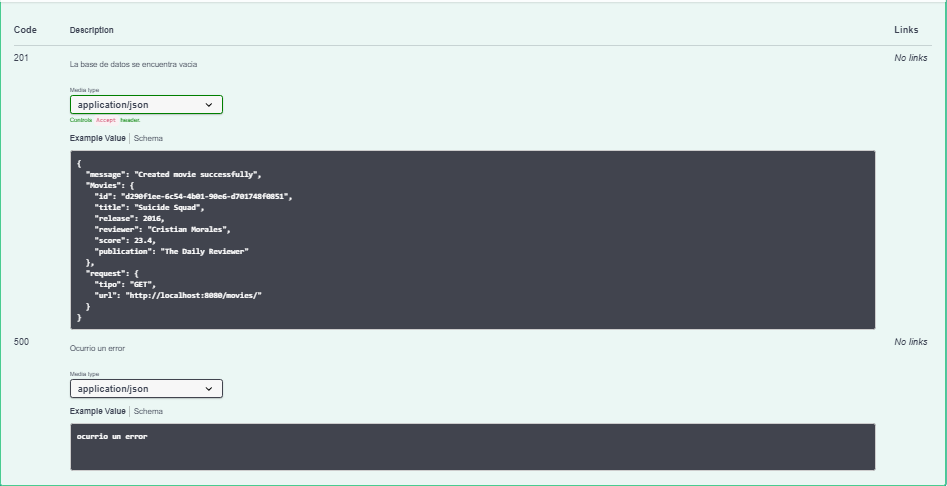 Code Description Links
201 La base de datos se encuentra vacia No links
Media type
application/json
Controls Accept header.
Example Value | Schema
{
  "message": "Created movie successfully",
  "Movies": {
    "id": "d290f1ee-6c54-4b01-90e6-d701748f0851",
    "title": "Suicide Squad",
    "release": 2016,
    "reviewer": "Cristian Morales",
    "score": 23.4,
    "publication": "The Daily Reviewer"
  },
  "request": {
    "tipo": "GET",
    "url": "http://localhost:8080/movies/"
  }
}
500 Ocurrio un error No links
Media type
application/json
Example Value | Schema
ocurrio un error